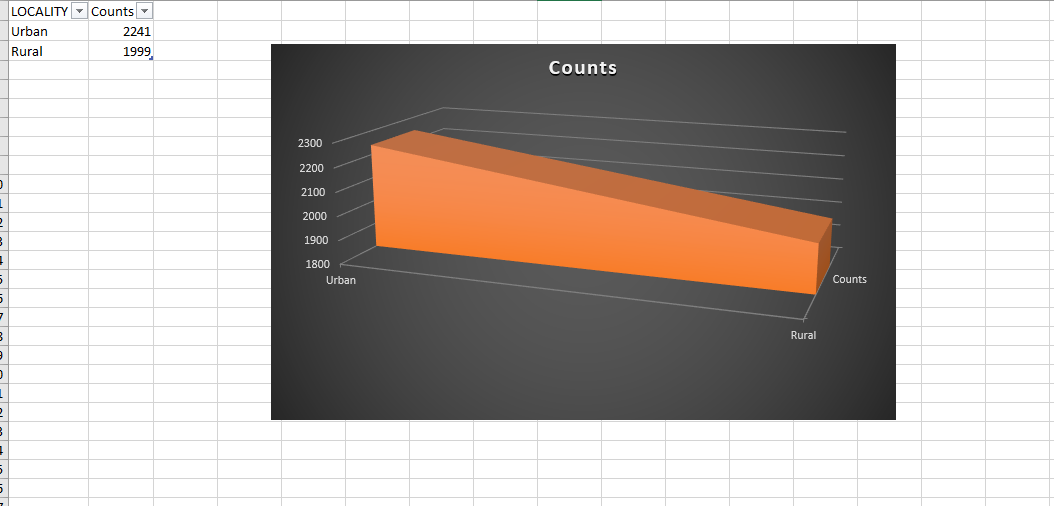 LOCALITY Counts
Urban 2241
Rural 1999
Counts
2300
2200
2100
2000
1900
1800
Urban
Counts
Rural